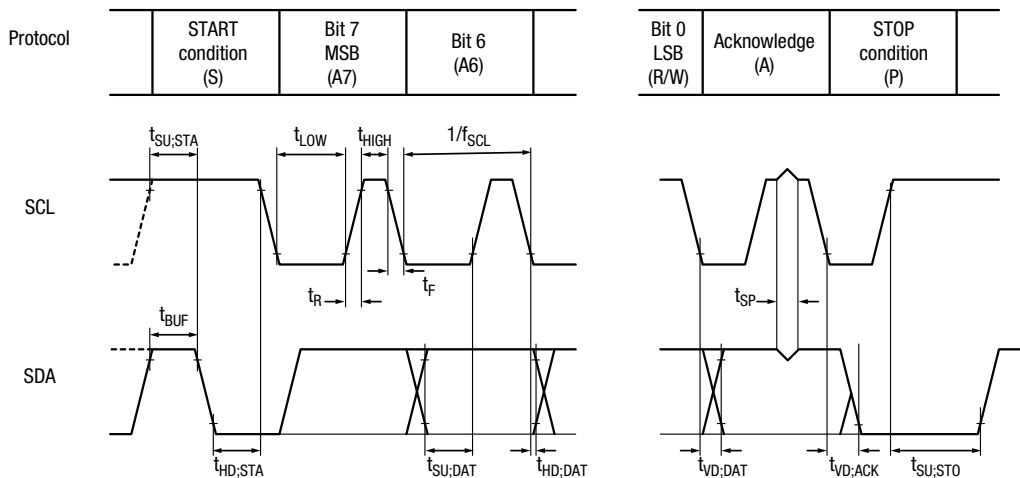 Protocol
START
condition
(S)
Bit 7
MSB
(A7)
Bit 6
(A6)
Bit 0
LSB
(R/W)
Acknowledge
(A)
STOP
condition
(P)
tSU;STA
tLOW
tHIGH
1/fSCL
SCL
tR
tF
tSP
tBUF
SDA
tHD;STA
tSU;DAT
tHD;DAT
tVD;DAT
tVD;ACK
tSU;STO